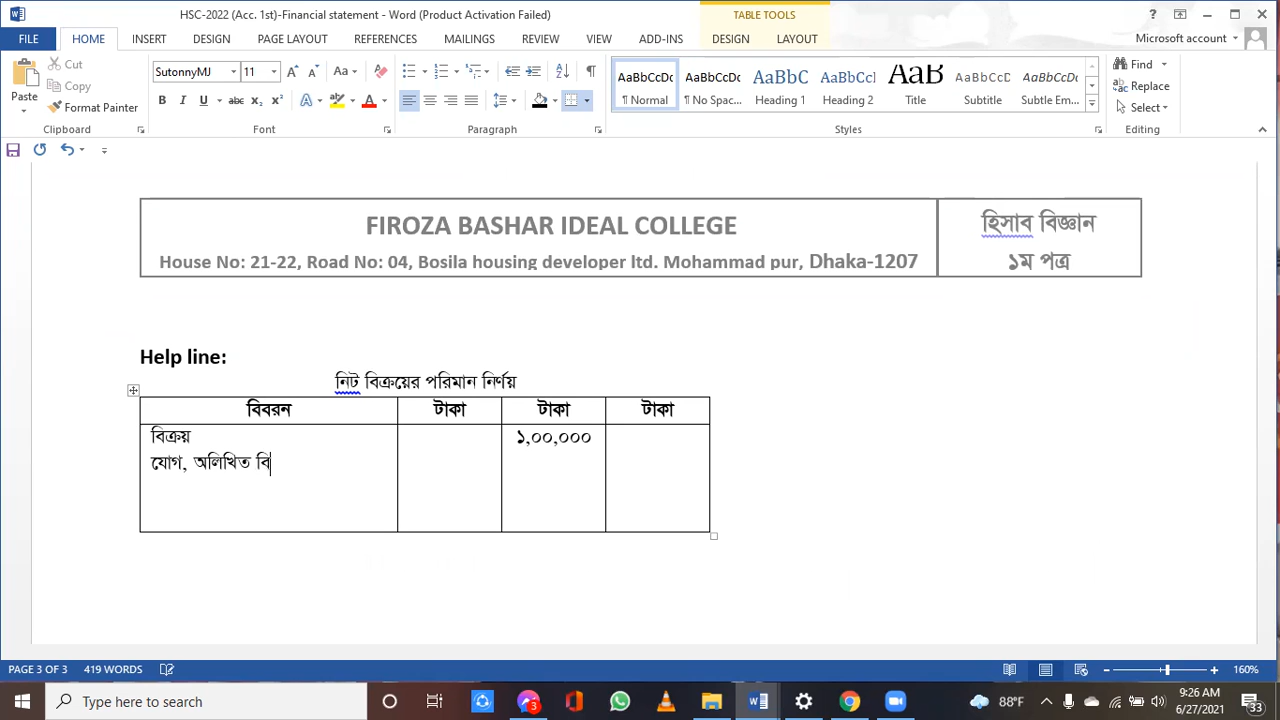 HSC-2022 (Acc. 1st)-Financial statement - Word (Product Activation Failed)
TABLE TOOLS
FILE HOME INSERT DESIGN PAGE LAYOUT REFERENCES MAILINGS REVIEW VIEW ADD-INS DESIGN LAYOUT
Microsoft account
Paste
Cut
Copy
Format Painter
SutonnyMJ 11
AaBbCcDc AaBbCcDc AaBbC AaBbCcI AaB AaBbCcD AaBbCcDc
¶ Normal ¶ No Spac... Heading 1 Heading 2 Title Subtitle Subtle Em...
Find
Replace
Select
Clipboard Font Paragraph Styles Editing
FIROZA BASHAR IDEAL COLLEGE
House No: 21-22, Road No: 04, Bosila housing developer ltd. Mohammad pur, Dhaka-1207
হিসাব বিজ্ঞান
১ম পত্র
Help line:
নিট বিক্রয়ের পরিমান নির্ণয়
বিবরন টাকা টাকা টাকা
বিক্রয় ১,০০,০০০
যোগ, অলিখিত বি
PAGE 3 OF 3 419 WORDS 160%
Type here to search
3
88°F
9:26 AM
6/27/2021
33